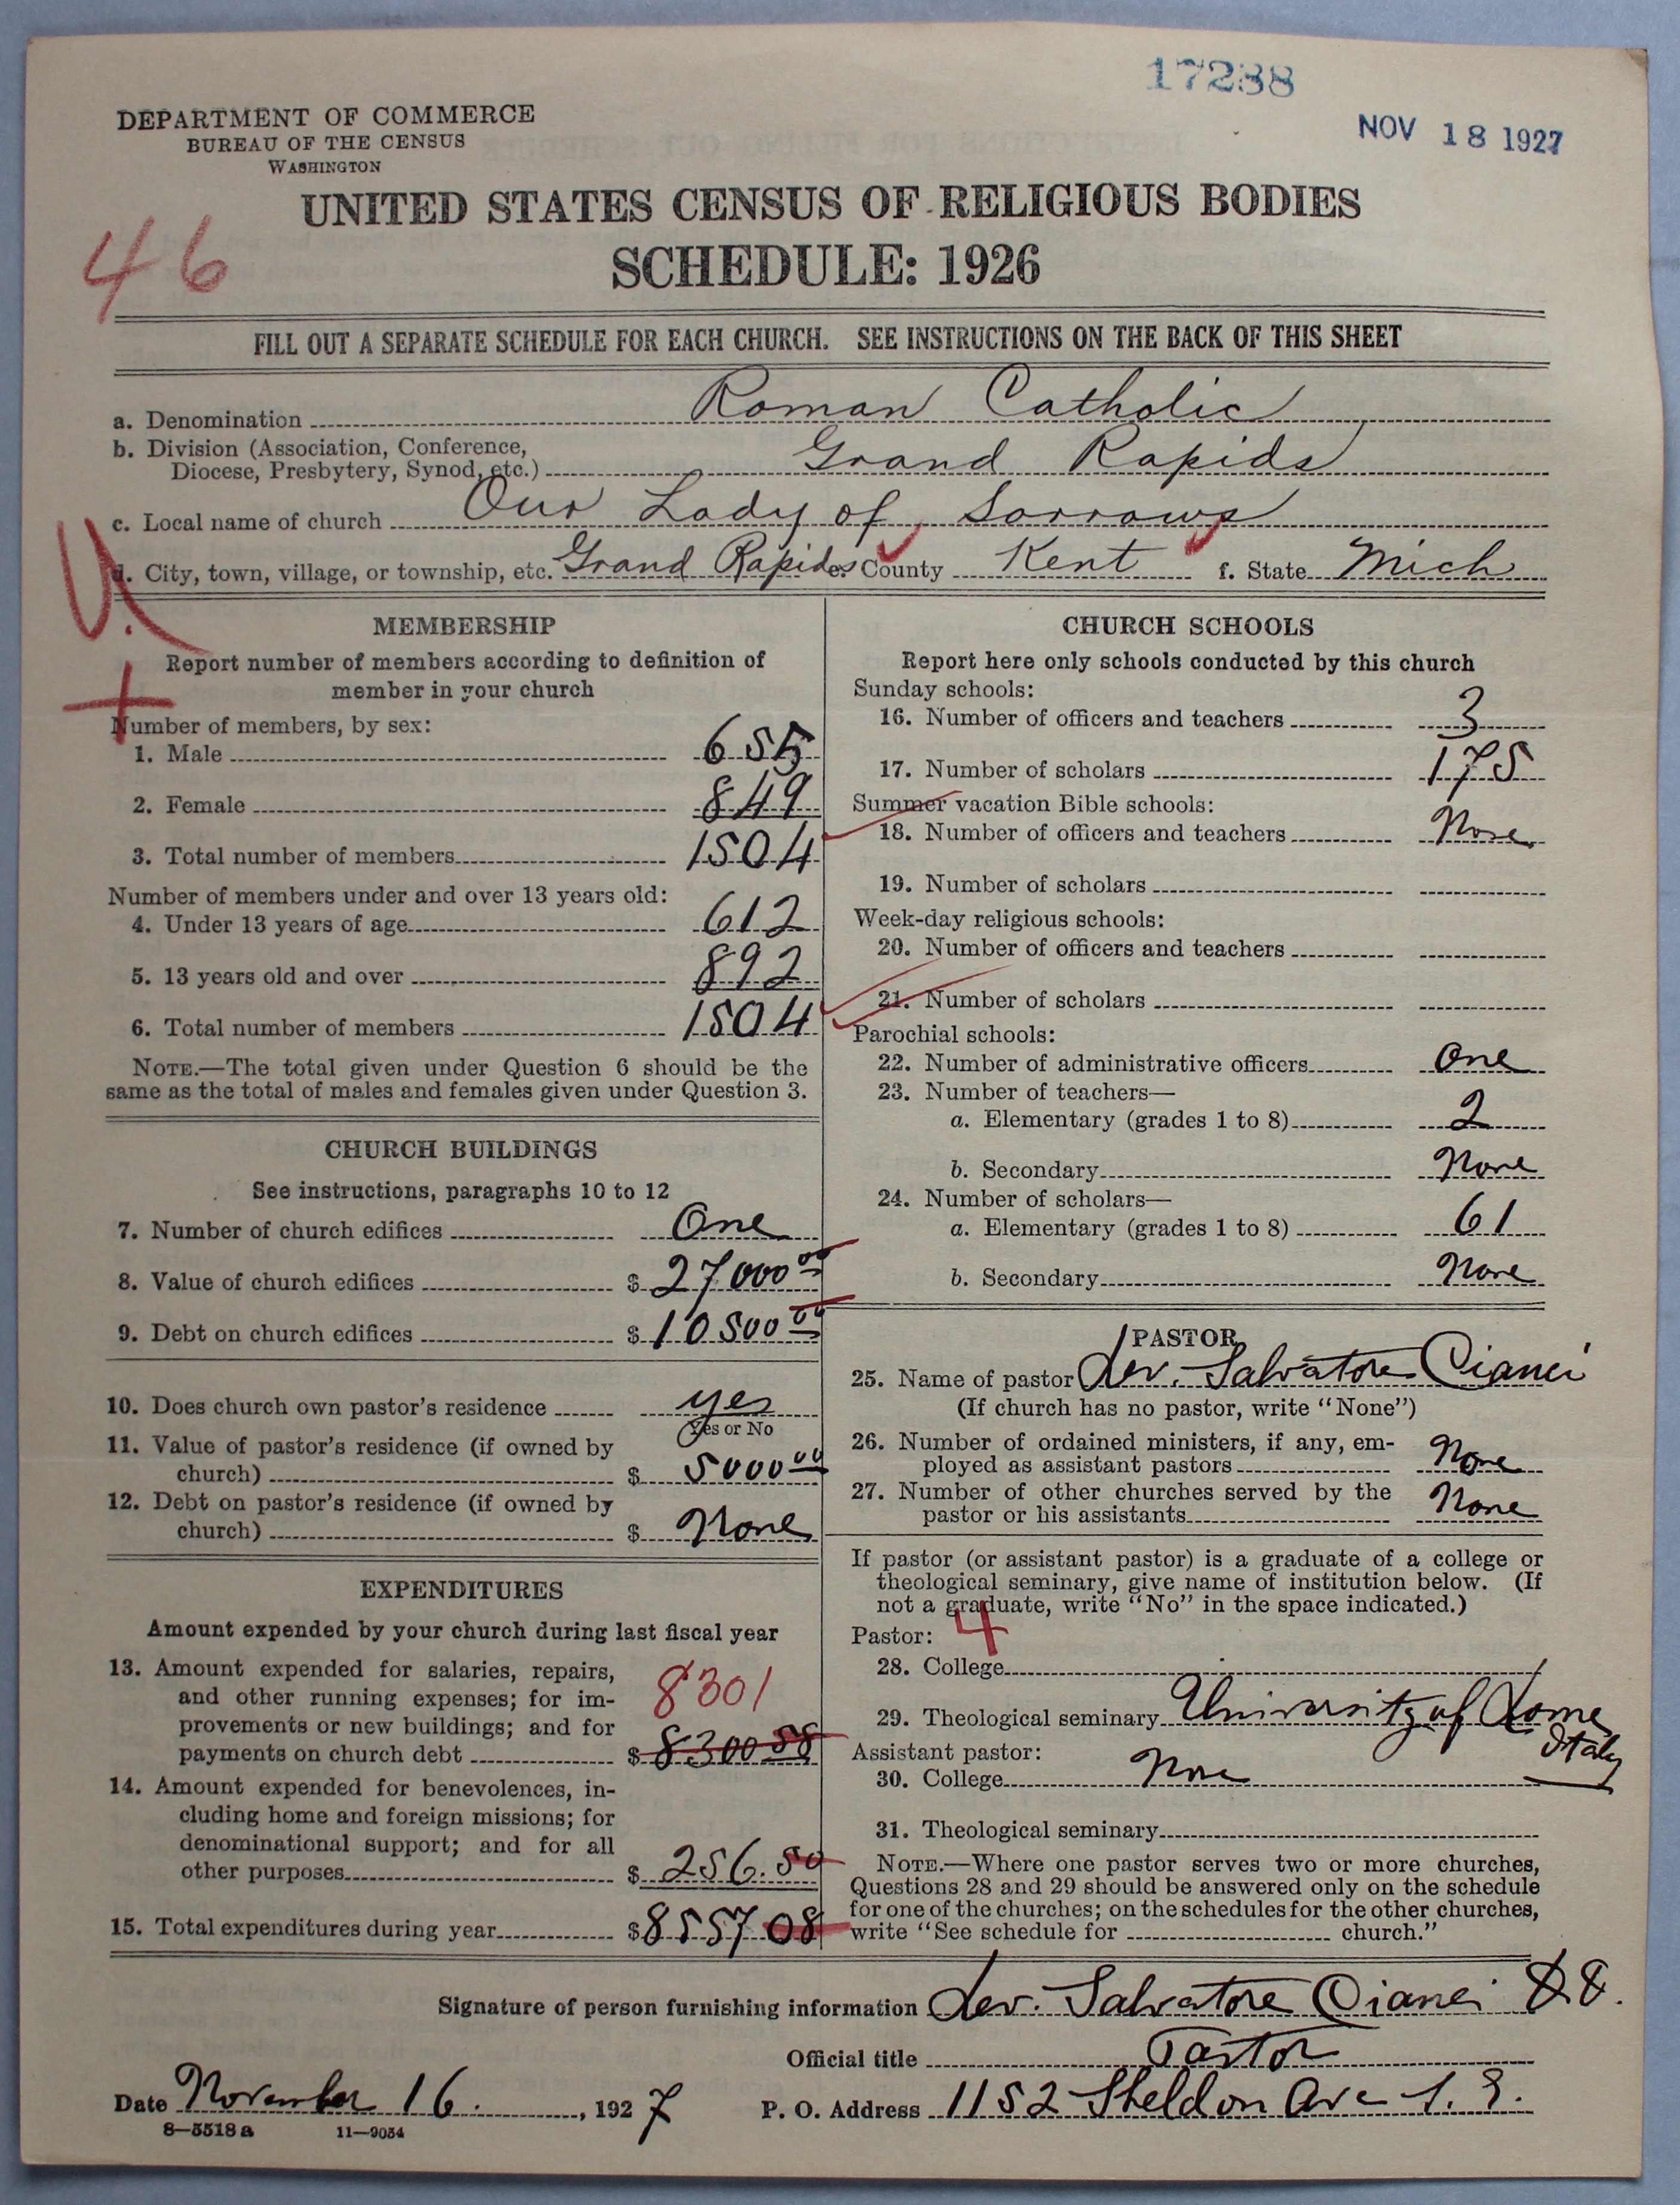 17238
NOV 18 1927
DEPARTMENT OF COMMERCE
BUREAU OF THE CENSUS
WASHINGTON
UNITED STATES CENSUS OF RELIGIOUS BODIES
SCHEDULE: 1926
46
FILL OUT A SEPARATE SCHEDULE FOR EACH CHURCH. SEE INSTRUCTIONS ON THE BACK OF THIS SHEET
a. Denomination Roman Catholic
b. Division (Association, Conference,
Diocese, Presbytery, Synod, etc.) Grand Rapids
c. Local name of church Our Lady of Sorrows
d. City, town, village, or township, etc. Grand Rapids e. County Kent f. State Mich
MEMBERSHIP
Report number of members according to definition of
member in your church
Number of members, by sex:
1. Male 655
2. Female 849
3. Total number of members 1504
Number of members under and over 13 years old:
4. Under 13 years of age 612
5. 13 years old and over 892
6. Total number of members 1504
NOTE.—The total given under Question 6 should be the
same as the total of males and females given under Question 3.
CHURCH BUILDINGS
See instructions, paragraphs 10 to 12
7. Number of church edifices One
8. Value of church edifices $ 27000 00
9. Debt on church edifices $ 10500 00
10. Does church own pastor's residence yes
Yes or No
11. Value of pastor's residence (if owned by
church) $ 5000 00
12. Debt on pastor's residence (if owned by
church) $ None
EXPENDITURES
Amount expended by your church during last fiscal year
13. Amount expended for salaries, repairs,
and other running expenses; for im-
provements or new buildings; and for
8301
payments on church debt $ 8300 58
14. Amount expended for benevolences, in-
cluding home and foreign missions; for
denominational support; and for all
other purposes $ 256.50
15. Total expenditures during year $ 8557 08
CHURCH SCHOOLS
Report here only schools conducted by this church
Sunday schools:
16. Number of officers and teachers 3
17. Number of scholars 175
Summer vacation Bible schools:
18. Number of officers and teachers None
19. Number of scholars
Week-day religious schools:
20. Number of officers and teachers
21. Number of scholars
Parochial schools:
22. Number of administrative officers One
23. Number of teachers—
a. Elementary (grades 1 to 8) 2
b. Secondary None
24. Number of scholars—
a. Elementary (grades 1 to 8) 61
b. Secondary None
PASTOR
25. Name of pastor Rev. Salvatore Cianci
(If church has no pastor, write "None")
26. Number of ordained ministers, if any, em-
ployed as assistant pastors None
27. Number of other churches served by the
pastor or his assistants None
If pastor (or assistant pastor) is a graduate of a college or
theological seminary, give name of institution below. (If
not a graduate, write "No" in the space indicated.)
Pastor: 4
28. College
29. Theological seminary University of Rome
Italy
Assistant pastor:
30. College None
31. Theological seminary
NOTE.—Where one pastor serves two or more churches,
Questions 28 and 29 should be answered only on the schedule
for one of the churches; on the schedules for the other churches,
write "See schedule for church."
Signature of person furnishing information Rev. Salvatore Cianci D.D.
Official title Pastor
Date November 16. , 1927 P. O. Address 1152 Sheldon Ave S. E.
8—5518 a 11—9054